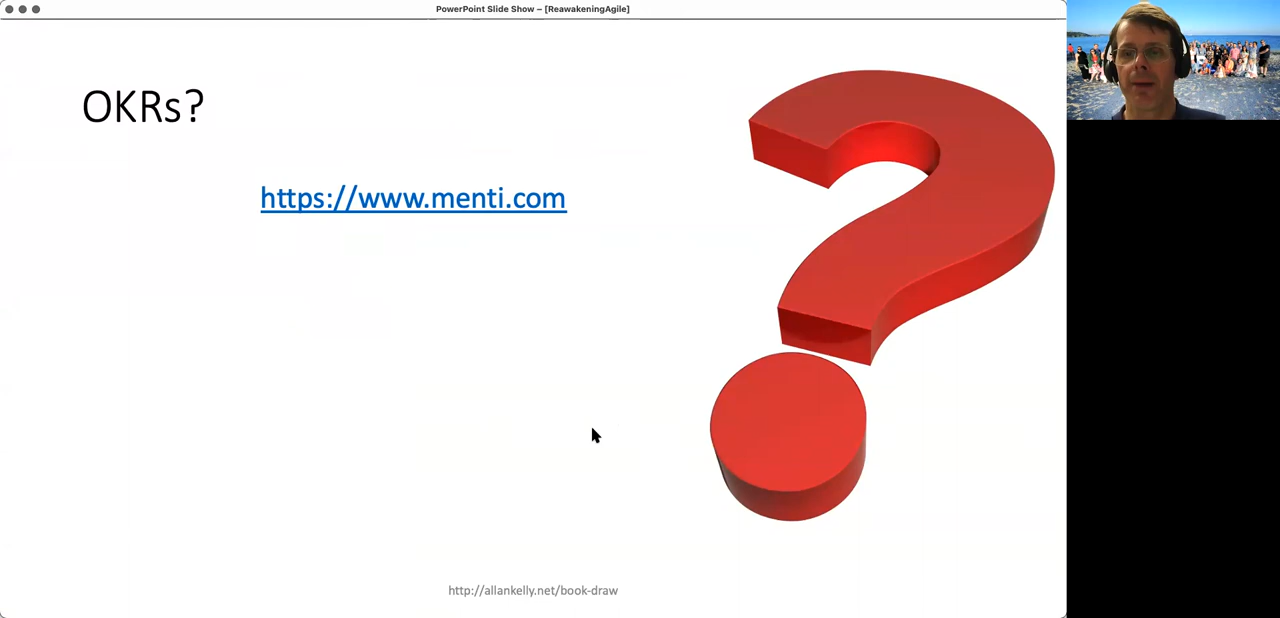 PowerPoint Slide Show – [ReawakeningAgile]
OKRs?
https://www.menti.com
http://allankelly.net/book-draw